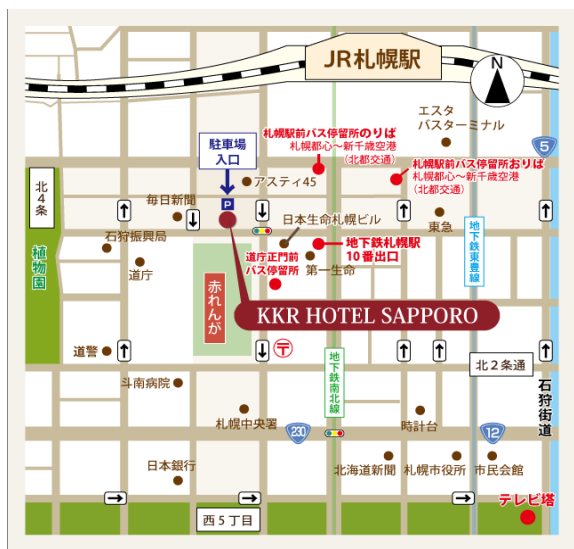 JR札幌駅
N
エスタ
バスターミナル
札幌駅前バス停留所のりば
札幌都心～新千歳空港
（北都交通）
5
駐車場
入口
札幌駅前バス停留所おりば
札幌都心～新千歳空港
（北都交通）
アスティ45
北4条
毎日新聞
P
日本生命札幌ビル
東急
植物園
石狩振興局
地下鉄札幌駅
10番出口
地下鉄東豊線
道庁
道庁正門前
バス停留所
第一生命
赤れんが
KKR HOTEL SAPPORO
道警
〒
地下鉄南北線
北2条通
石狩街道
斗南病院
札幌中央署
230
時計台
12
日本銀行
北海道新聞
札幌市役所
市民会館
テレビ塔
西5丁目